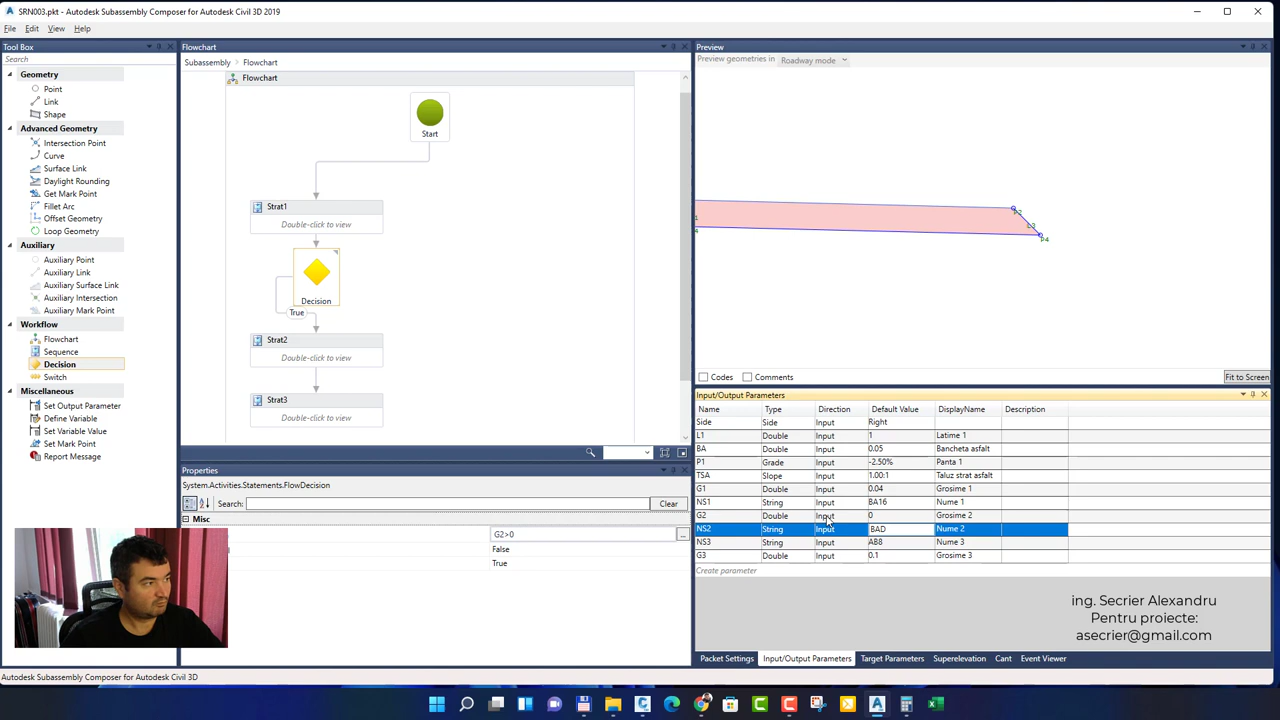 SRN003.pkt - Autodesk Subassembly Composer for Autodesk Civil 3D 2019
File Edit View Help
Tool Box
Search
Geometry
Point
Link
Shape
Advanced Geometry
Intersection Point
Curve
Surface Link
Daylight Rounding
Get Mark Point
Fillet Arc
Offset Geometry
Loop Geometry
Auxiliary
Auxiliary Point
Auxiliary Link
Auxiliary Surface Link
Auxiliary Intersection
Auxiliary Mark Point
Workflow
Flowchart
Sequence
Decision
Switch
Miscellaneous
Set Output Parameter
Define Variable
Set Variable Value
Set Mark Point
Report Message
Flowchart
Subassembly > Flowchart
Flowchart
Start
Strat1
Double-click to view
Decision
True
Strat2
Double-click to view
Strat3
Double-click to view
Properties
System.Activities.Statements.FlowDecision
Search: Clear
Misc
G2>0 ...
False
True
Preview
Preview geometries in Roadway mode
L3
P4
Codes Comments Fit to Screen
Input/Output Parameters
Name Type Direction Default Value DisplayName Description
Side Side Input Right
L1 Double Input 1 Latime 1
BA Double Input 0.05 Bancheta asfalt
P1 Grade Input -2.50% Panta 1
TSA Slope Input 1.00:1 Taluz strat asfalt
G1 Double Input 0.04 Grosime 1
NS1 String Input BA16 Nume 1
G2 Double Input 0 Grosime 2
NS2 String Input BAD Nume 2
NS3 String Input AB8 Nume 3
G3 Double Input 0.1 Grosime 3
Create parameter
ing. Secrier Alexandru
Pentru proiecte:
asecrier@gmail.com
Packet Settings Input/Output Parameters Target Parameters Superelevation Cant Event Viewer
Autodesk Subassembly Composer for Autodesk Civil 3D